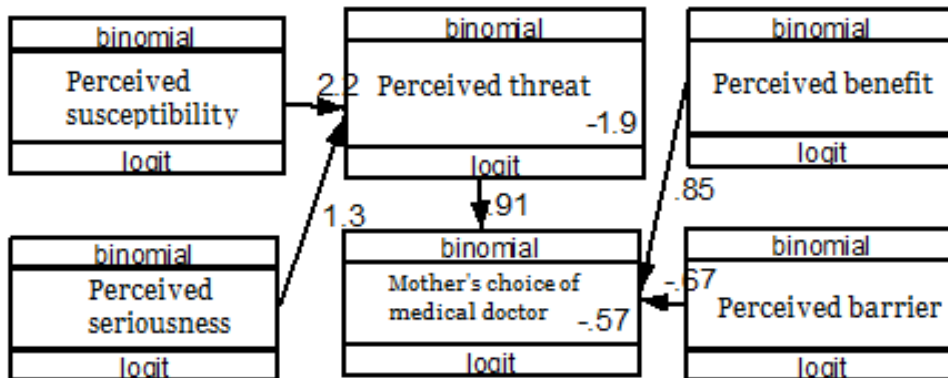 binomial
Perceived
susceptibility
logit
2.2
binomial
Perceived threat
-1.9
logit
binomial
Perceived benefit
logit
1.3
.91
.85
binomial
Perceived
seriousness
logit
binomial
Mother's choice of
medical doctor
-.57
logit
-.67
binomial
Perceived barrier
logit